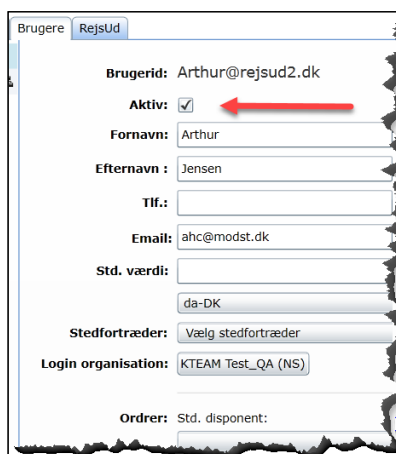 Brugere RejsUd
Brugerid: Arthur@rejsud2.dk
Aktiv:
Fornavn: Arthur
Efternavn : Jensen
Tlf.:
Email: ahc@modst.dk
Std. værdi:
da-DK
Stedfortræder: Vælg stedfortræder
Login organisation: KTEAM Test_QA (NS)
Ordrer: Std. disponent: